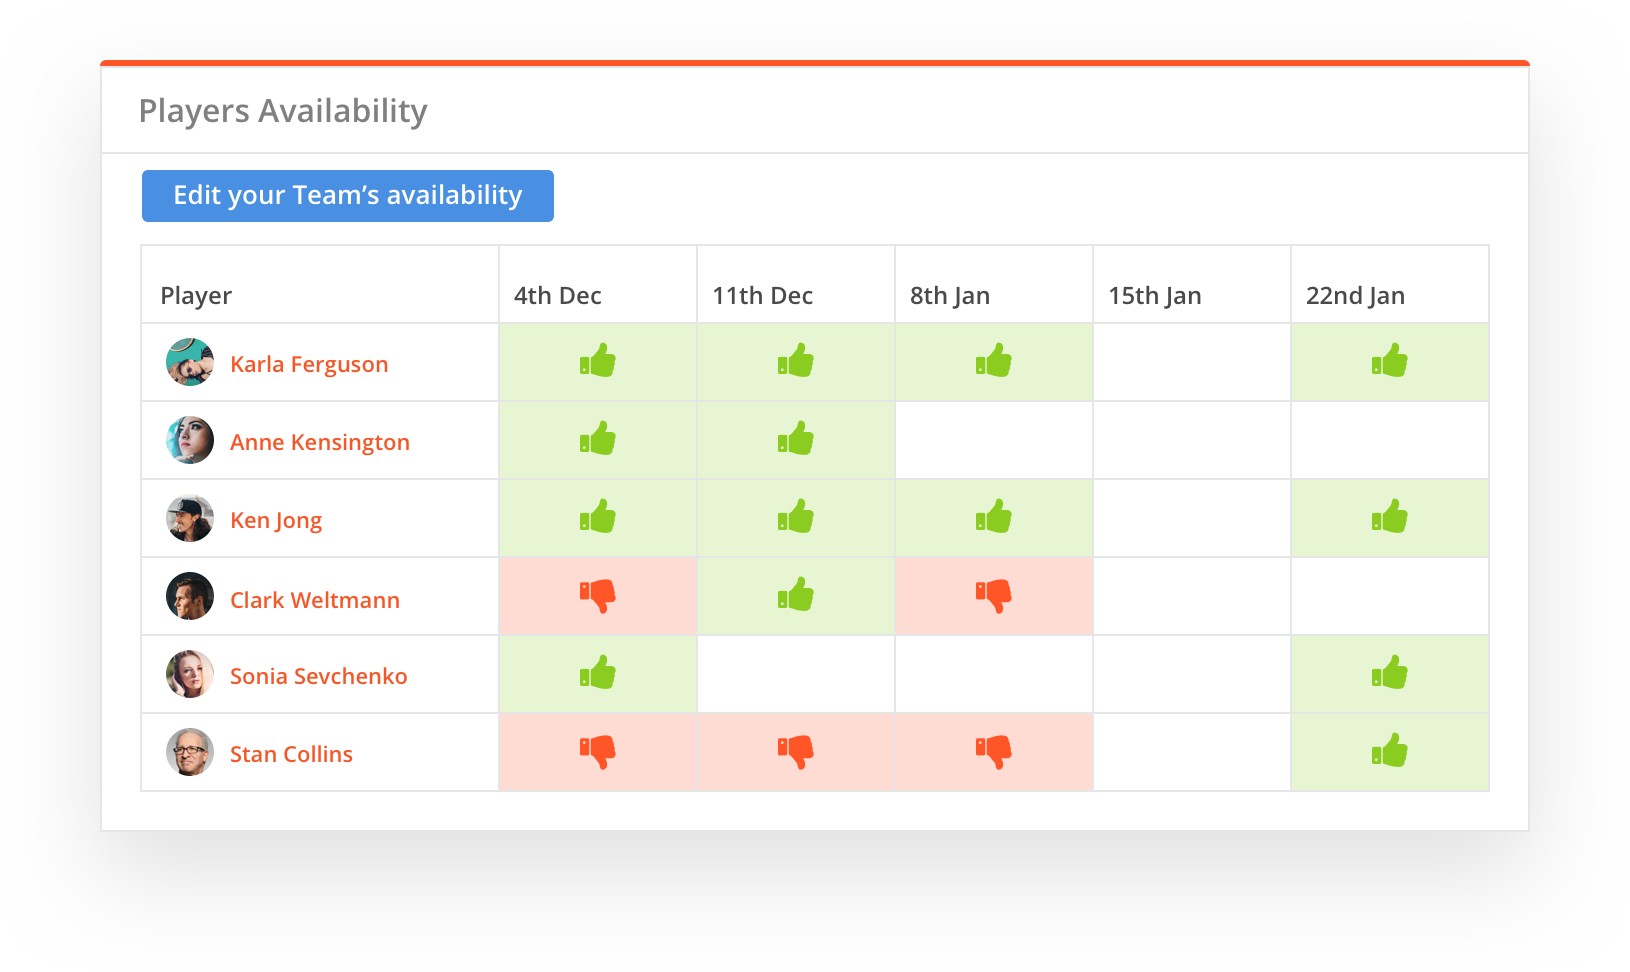 Players Availability
Edit your Team’s availability
Player 4th Dec 11th Dec 8th Jan 15th Jan 22nd Jan
Karla Ferguson
Anne Kensington
Ken Jong
Clark Weltmann
Sonia Sevchenko
Stan Collins